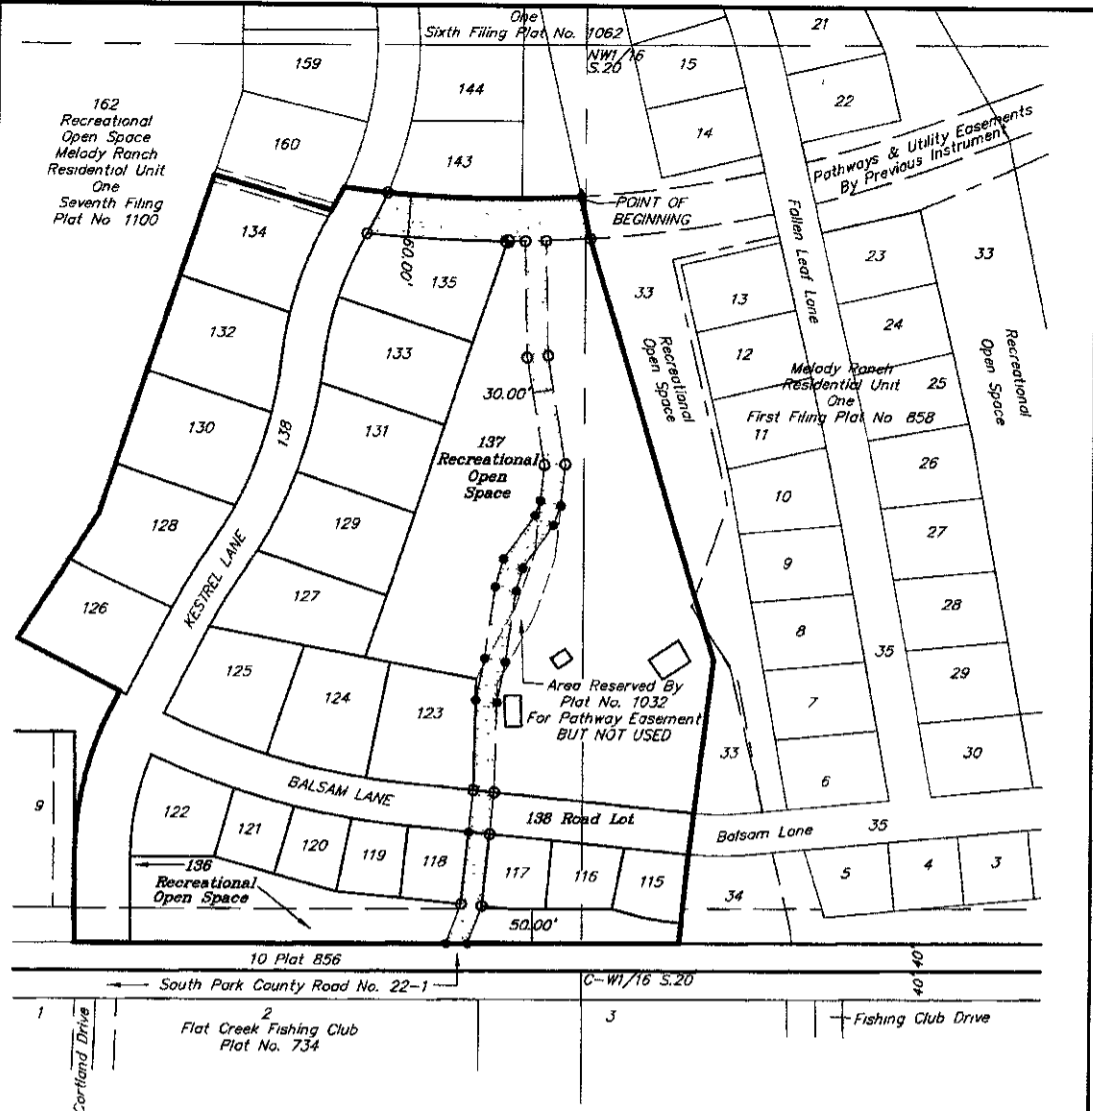 One
Sixth Filing Plat No. 1062
NW1/16
S.20
21
159
15
144
22
162
Recreational
Open Space
Melody Ranch
Residential Unit
One
Seventh Filing
Plat No 1100
160
14
143
Pathways & Utility Easements
By Previous Instrument
POINT OF
BEGINNING
134
60.00'
135
33
Recreational
Open Space
13
Fallen Leaf Lane
23
33
Recreational
Open Space
132
133
12
24
Melody Ranch
Residential Unit
One
First Filing Plat No 858
25
30.00'
130
138
131
11
137
Recreational
Open
Space
26
10
128
129
27
9
KESTREL LANE
126
127
28
8
35
125
124
123
29
7
Area Reserved By
Plat No. 1032
For Pathway Easement
BUT NOT USED
33
30
6
9
BALSAM LANE
122
121
120
119
118
138 Road Lot
Balsam Lane
35
117
116
115
5
4
3
136
Recreational
Open Space
34
50.00'
10 Plat 856
40'
40'
South Park County Road No. 22-1
C-W1/16 S.20
1
2
3
Flat Creek Fishing Club
Plat No. 734
Fishing Club Drive
Cortland Drive